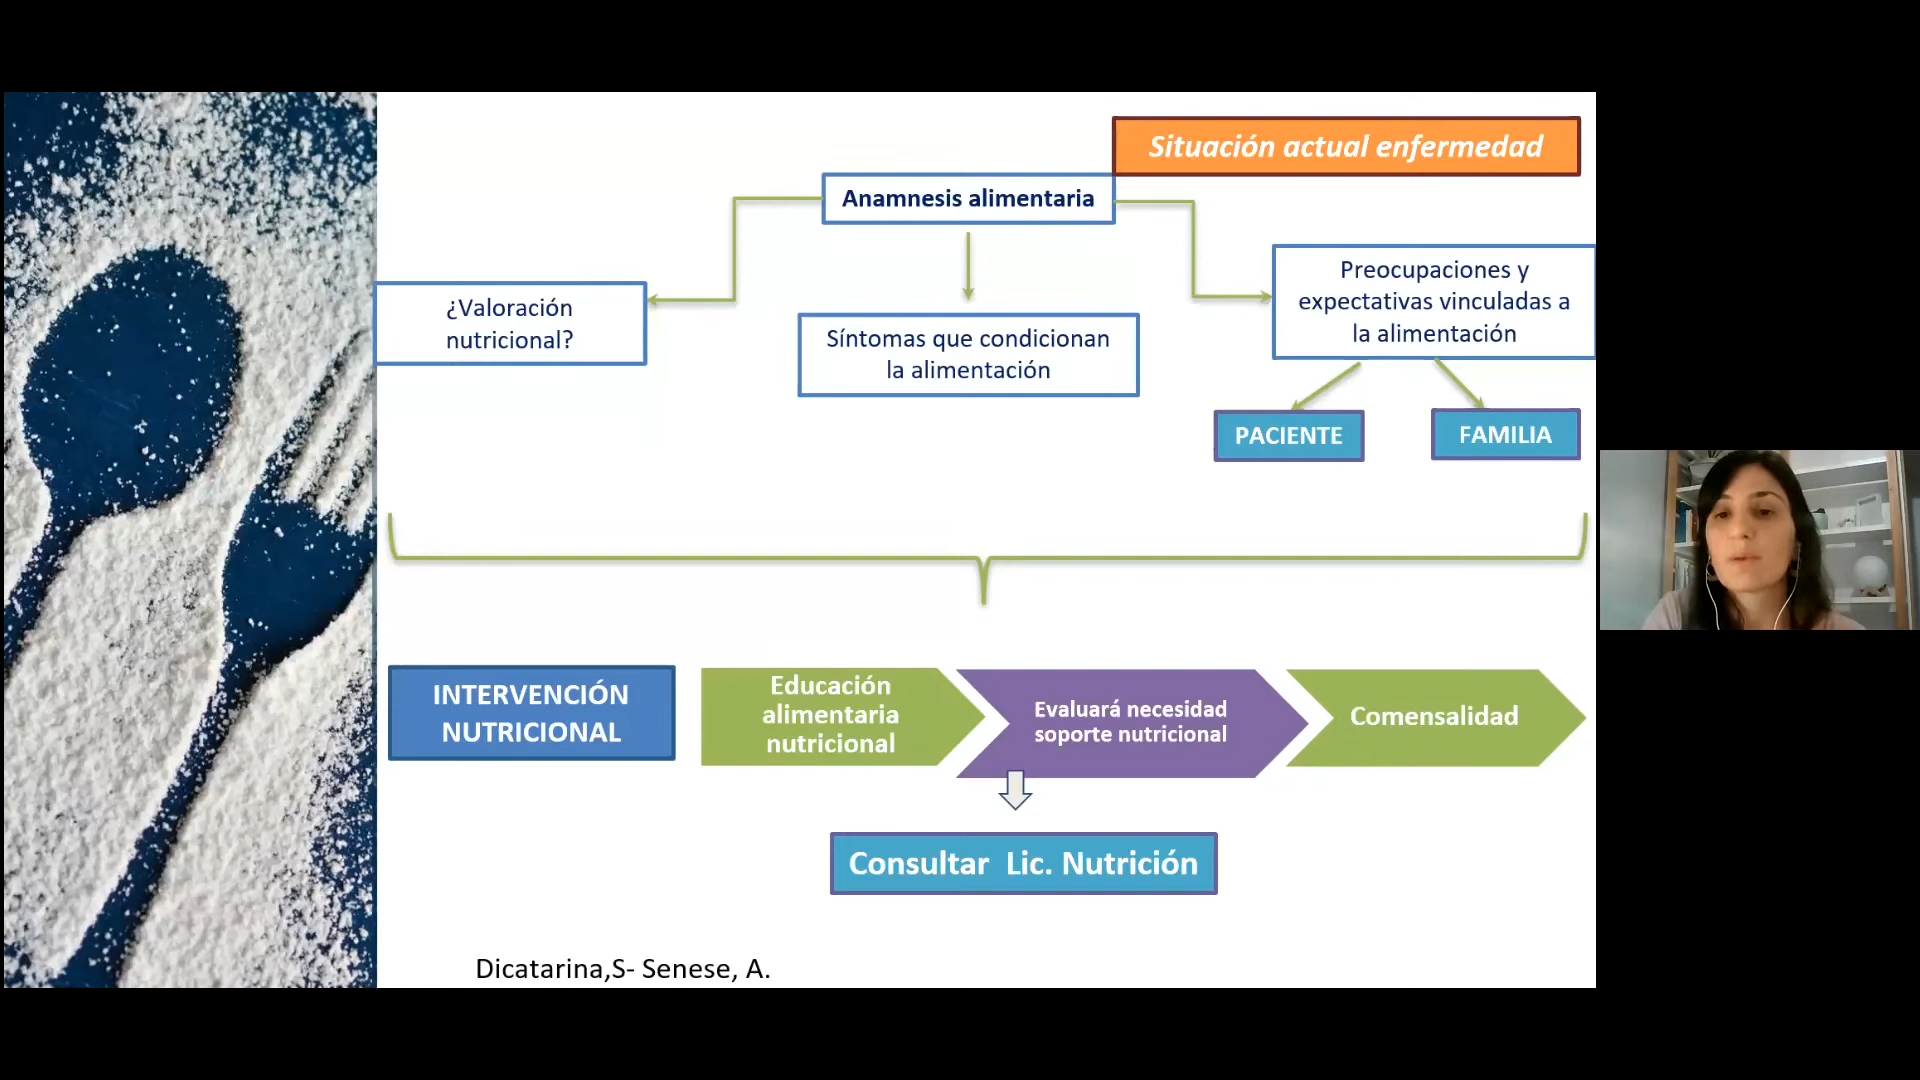 Situación actual enfermedad
Anamnesis alimentaria
¿Valoración
nutricional?
Síntomas que condicionan
la alimentación
Preocupaciones y
expectativas vinculadas a
la alimentación
PACIENTE
FAMILIA
INTERVENCIÓN
NUTRICIONAL
Educación
alimentaria
nutricional
Evaluará necesidad
soporte nutricional
Comensalidad
Consultar  Lic. Nutrición
Dicatarina,S- Senese, A.